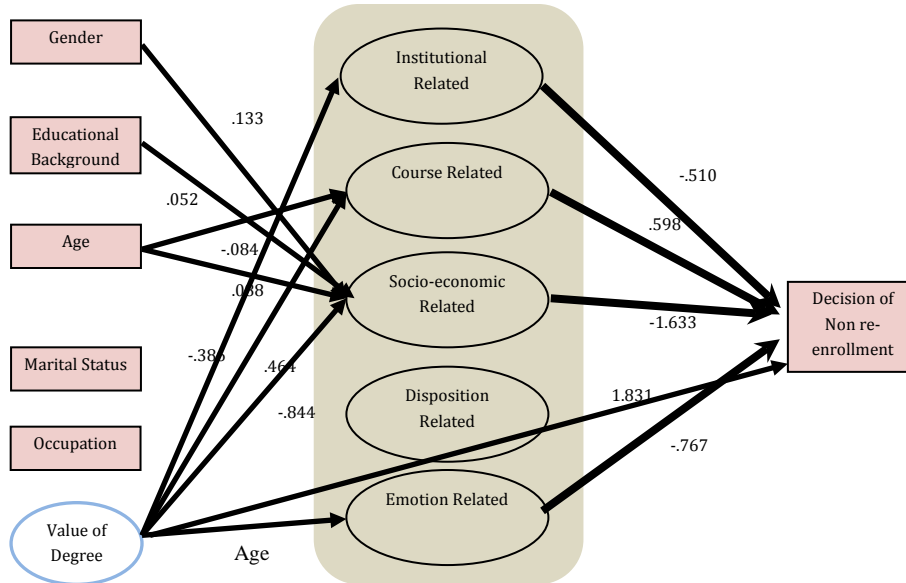 Gender
Educational
Background
Age
Marital Status
Occupation
Value of
Degree
.133
.052
-.084
.088
-.386
.464
-.844
Age
Institutional
Related
Course Related
Socio-economic
Related
Disposition
Related
Emotion Related
-.510
.598
-1.633
1.831
-.767
Decision of
Non re-
enrollment